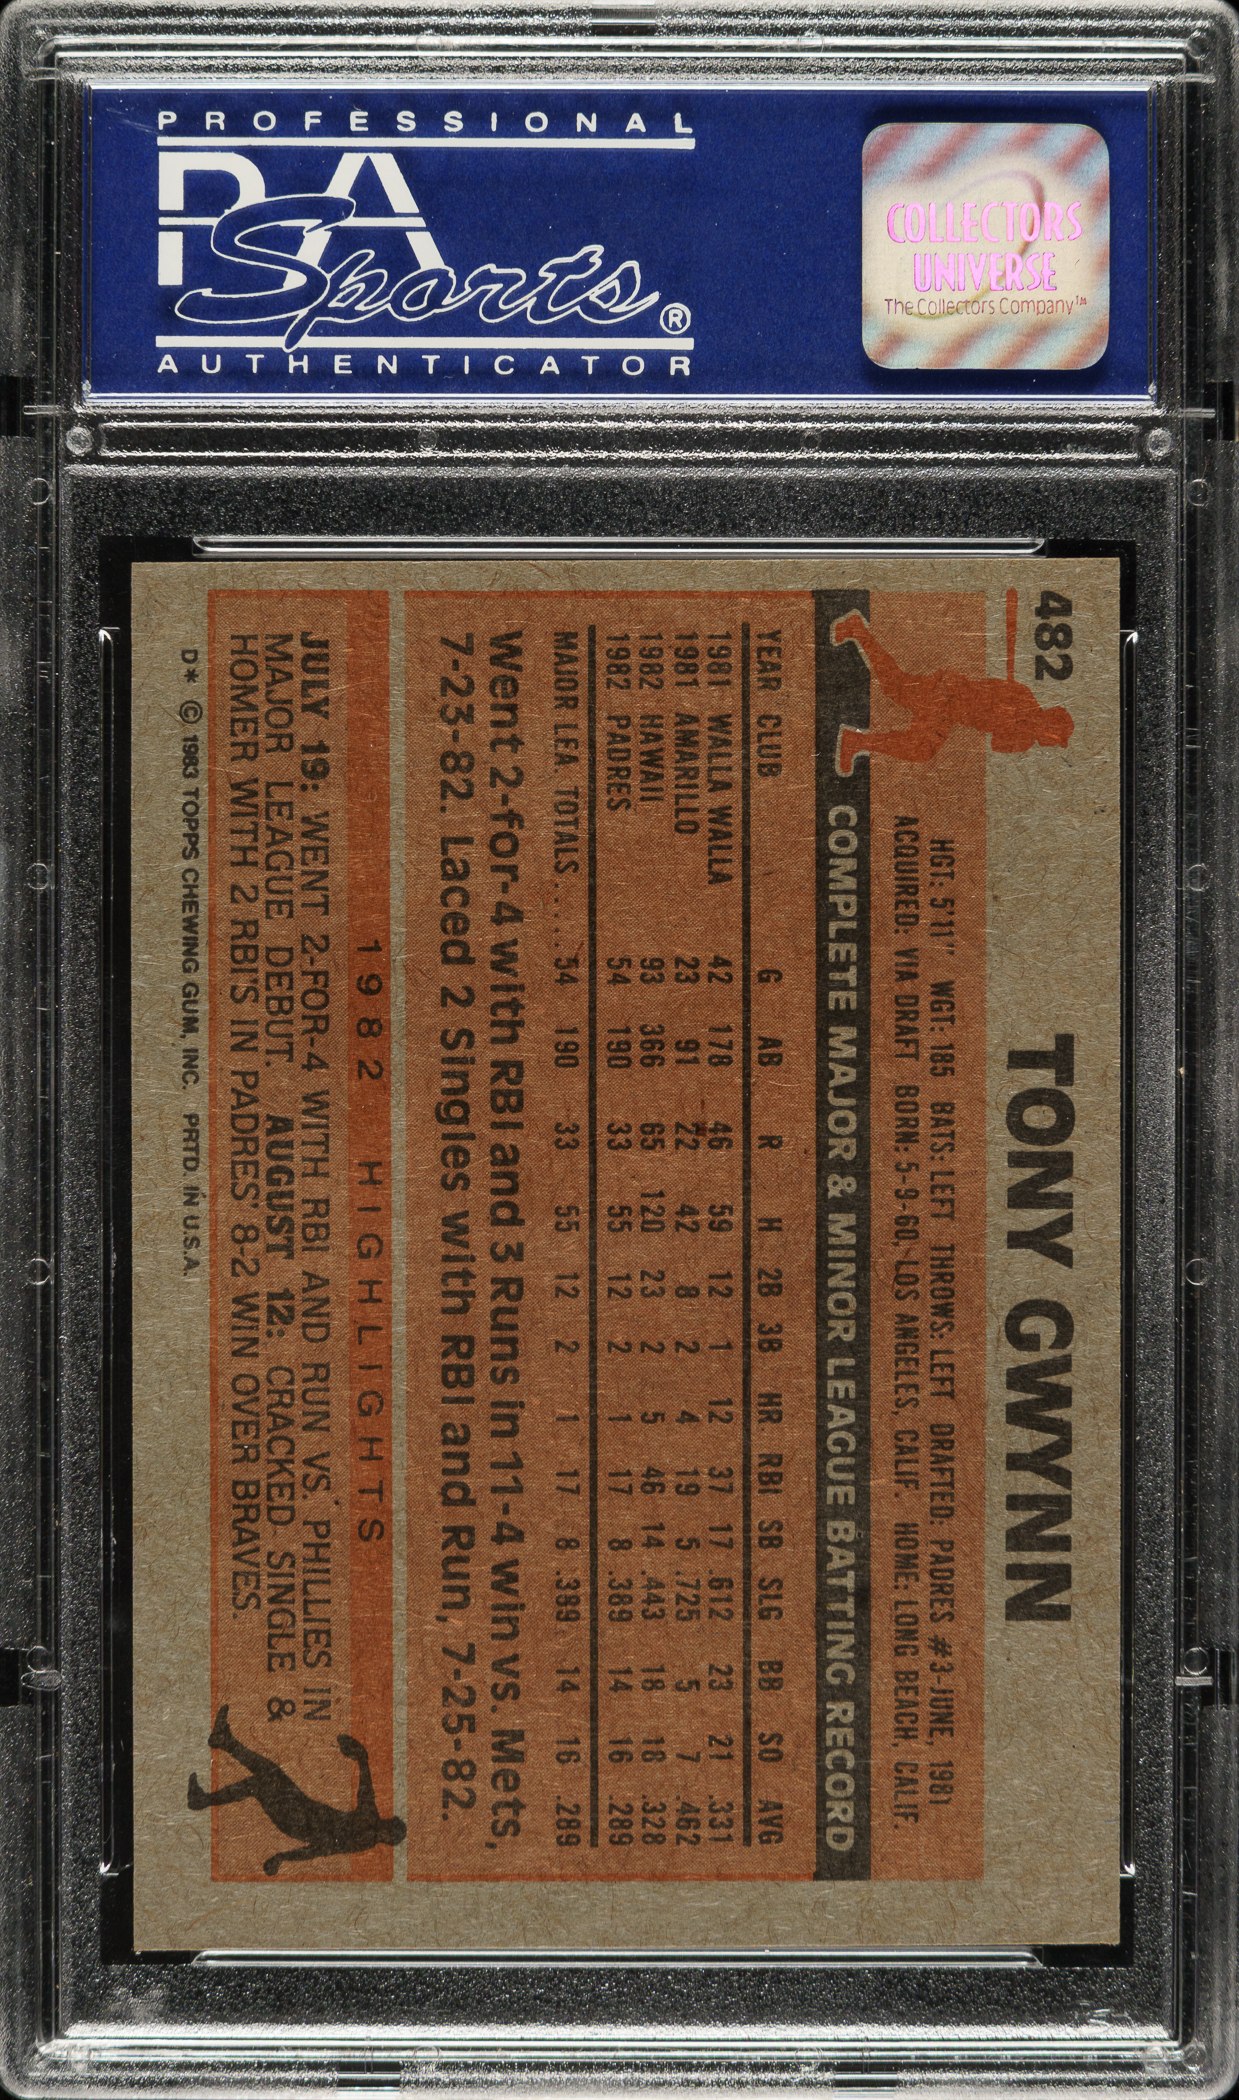 PROFESSIONAL
PSA
Sports®
AUTHENTICATOR
COLLECTORS
UNIVERSE
The Collectors Company™
482
TONY GWYNN
HGT: 5'11" WGT: 185 BATS: LEFT THROWS: LEFT DRAFTED: PADRES #3-JUNE, 1981
ACQUIRED: VIA DRAFT BORN: 5-9-60, LOS ANGELES, CALIF. HOME: LONG BEACH, CALIF.
COMPLETE MAJOR & MINOR LEAGUE BATTING RECORD
YEAR CLUB G AB R H 2B 3B HR. RBI SB SLG BB SO AVG
1981 WALLA WALLA 42 178 46 59 12 1 12 37 17 .612 23 21 .331
1981 AMARILLO 23 91 22 42 8 2 4 19 5 .725 5 7 .462
1982 HAWAII 93 366 65 120 23 2 5 46 14 .443 18 18 .328
1982 PADRES 54 190 33 55 12 2 1 17 8 .389 14 16 .289
MAJOR LEA. TOTALS......54 190 33 55 12 2 1 17 8 .389 14 16 .289
Went 2-for-4 with RBI and 3 Runs in 11-4 win vs. Mets,
7-23-82. Laced 2 Singles with RBI and Run, 7-25-82.
1982 HIGHLIGHTS
JULY 19: WENT 2-FOR-4 WITH RBI AND RUN VS. PHILLIES IN
MAJOR LEAGUE DEBUT. AUGUST 12: CRACKED SINGLE &
HOMER WITH 2 RBI'S IN PADRES' 8-2 WIN OVER BRAVES.
D* © 1983 TOPPS CHEWING GUM, INC. PRTD. IN U.S.A.